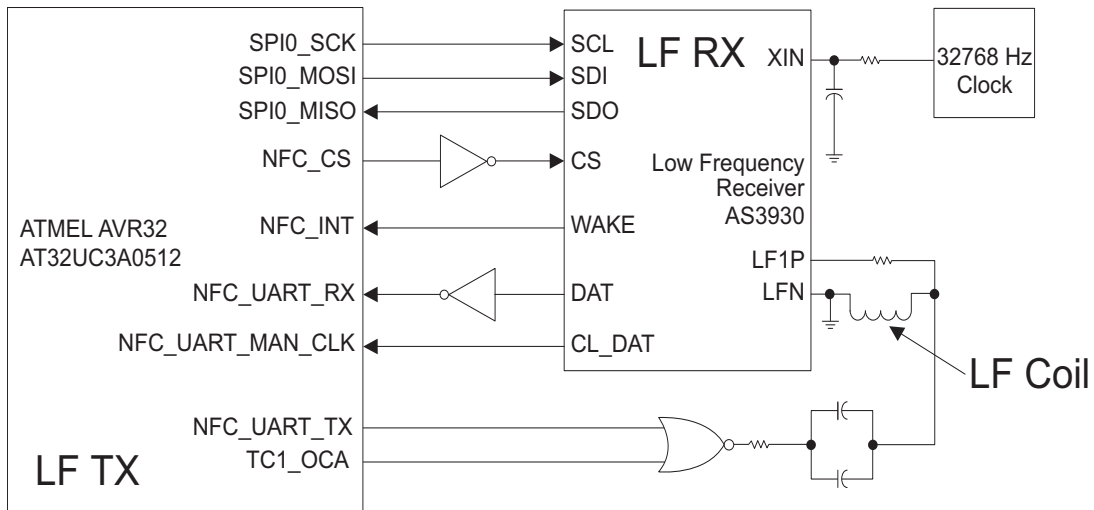 SPI0_SCK
SPI0_MOSI
SPI0_MISO
NFC_CS
NFC_INT
NFC_UART_RX
NFC_UART_MAN_CLK
NFC_UART_TX
TC1_OCA
ATMEL AVR32
AT32UC3A0512
LF TX
SCL
SDI
SDO
CS
WAKE
DAT
CL_DAT
LF RX
XIN
Low Frequency
Receiver
AS3930
LF1P
LFN
32768 Hz
Clock
LF Coil